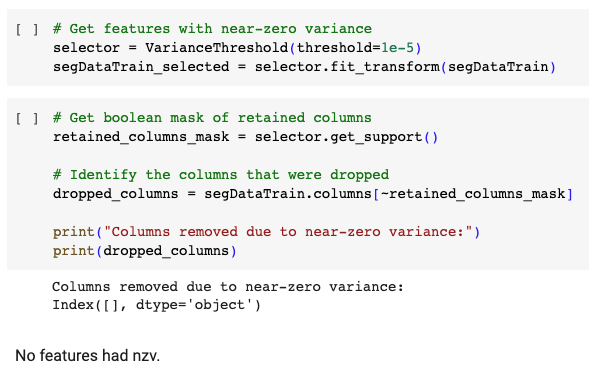 [ ] # Get features with near-zero variance
selector = VarianceThreshold(threshold=1e-5)
segDataTrain_selected = selector.fit_transform(segDataTrain)
[ ] # Get boolean mask of retained columns
retained_columns_mask = selector.get_support()
# Identify the columns that were dropped
dropped_columns = segDataTrain.columns[~retained_columns_mask]
print("Columns removed due to near-zero variance:")
print(dropped_columns)
Columns removed due to near-zero variance:
Index([], dtype='object')
No features had nzv.